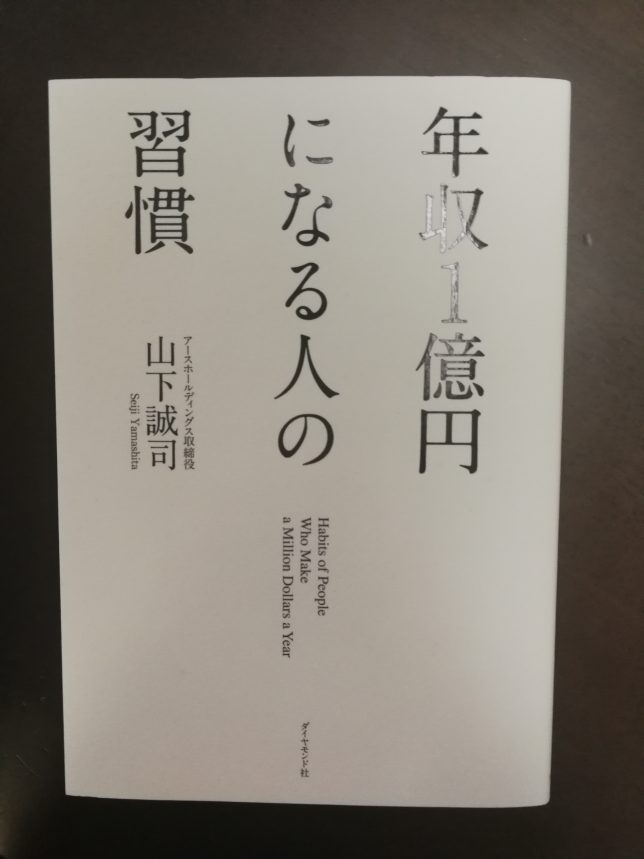 年収1億円
になる人の
習慣
アースホールディングス取締役
山下誠司
Seiji Yamashita
Habits of People
Who Make
a Million Dollars a Year
ダイヤモンド社